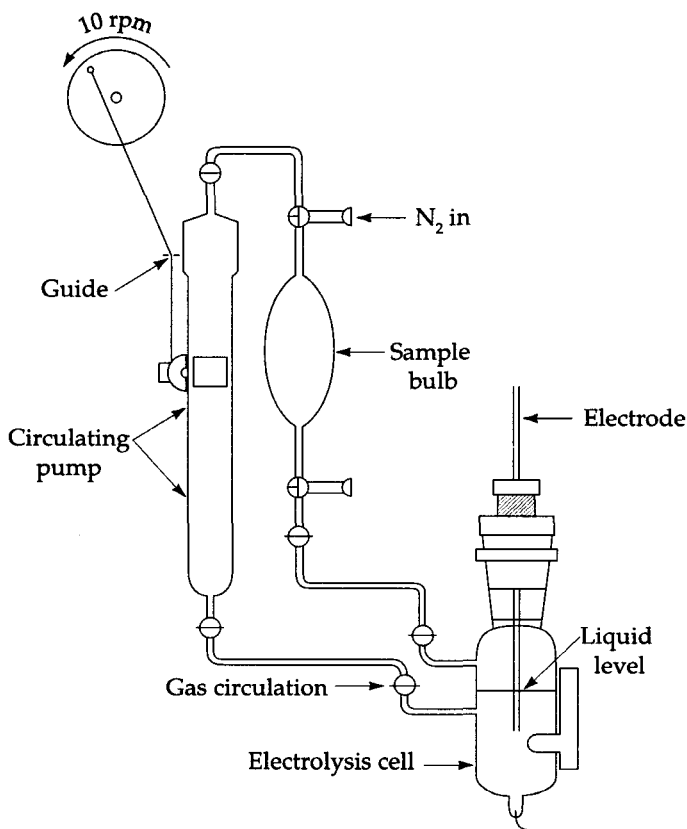 10 rpm
N₂ in
Guide
Sample
bulb
Electrode
Circulating
pump
Liquid
level
Gas circulation
Electrolysis cell